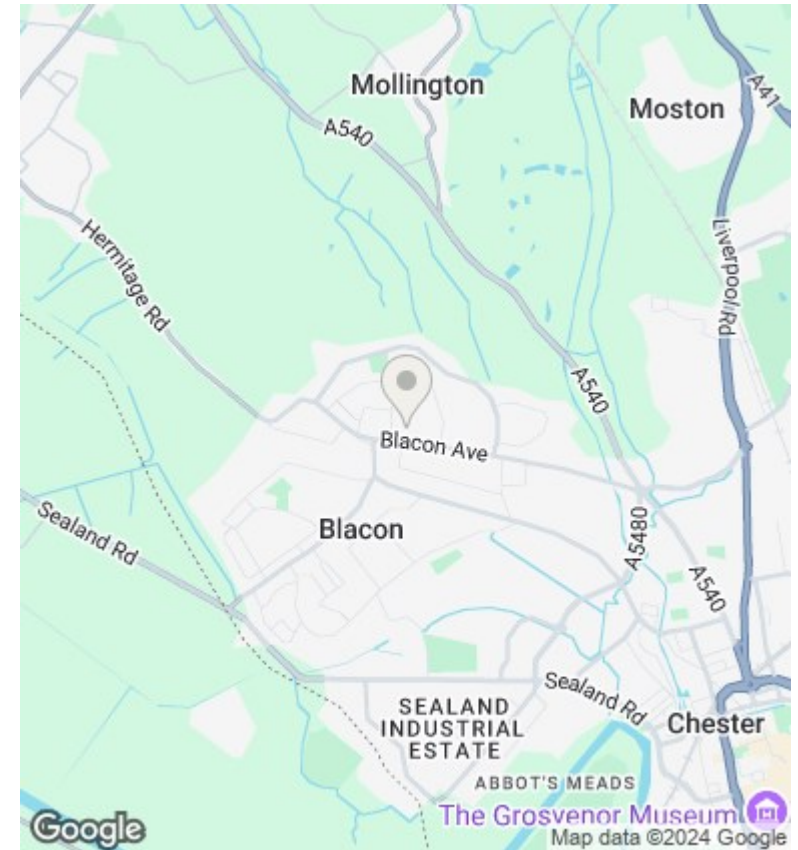 Mollington
A41
Moston
A540
Liverpool Rd
Hermitage Rd
A540
Blacon Ave
Sealand Rd
Blacon
A5480
A540
Sealand Rd
SEALAND
INDUSTRIAL
ESTATE
Chester
ABBOT'S MEADS
The Grosvenor Museum
Google
Map data ©2024 Google